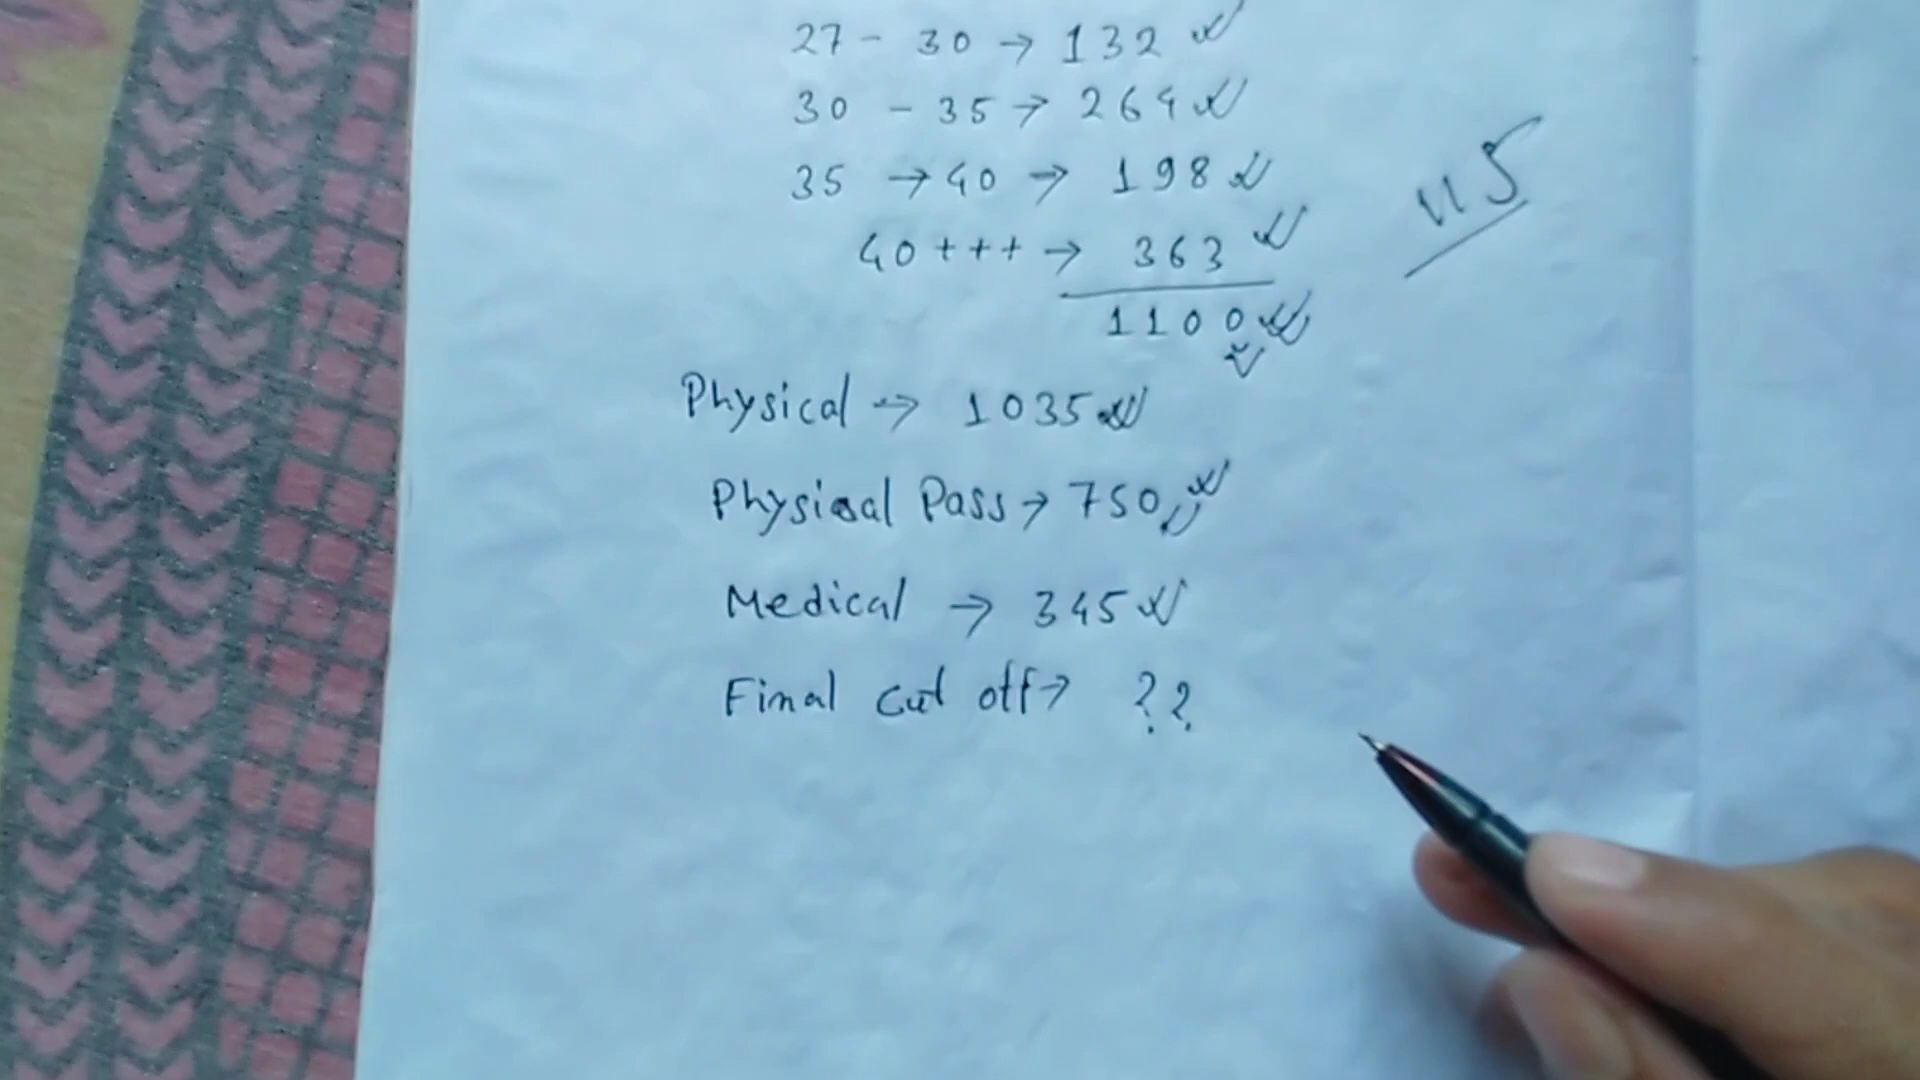 27 - 30 → 132
30 - 35 → 264
35 → 40 → 198
40 +++ → 363
1100
115
Physical → 1035
Physical Pass → 750
Medical → 345
Final cut off → ??